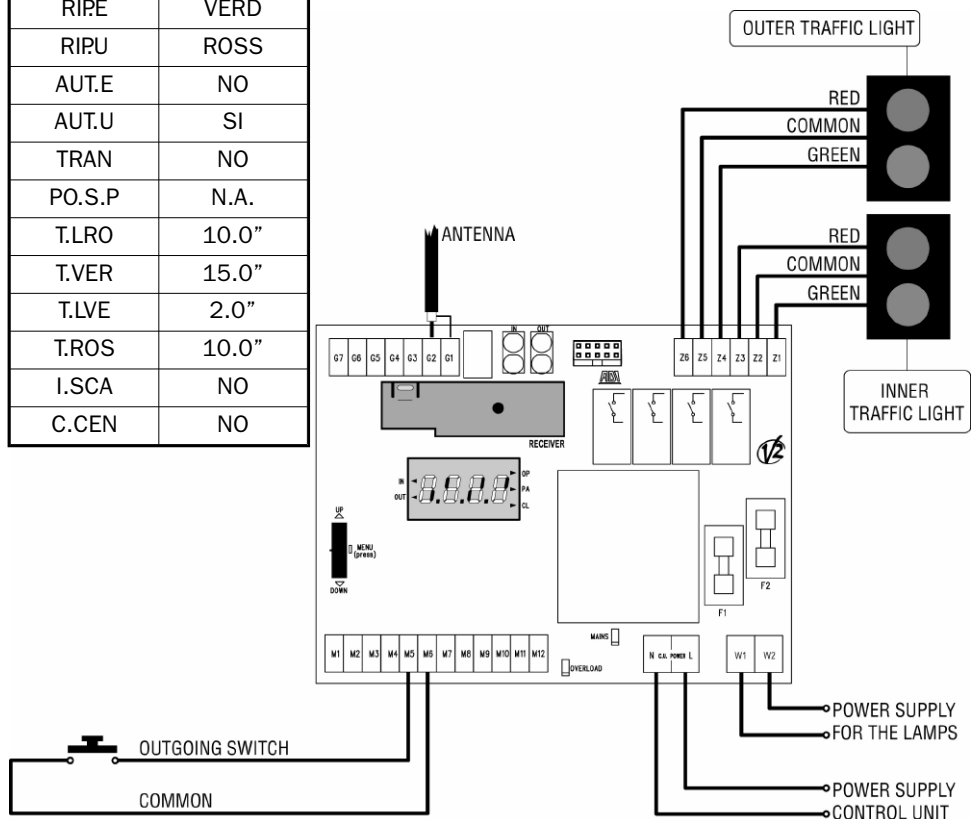 RIP.E VERD
RIP.U ROSS
AUT.E NO
AUT.U SI
TRAN NO
PO.S.P N.A.
T.LRO 10.0”
T.VER 15.0”
T.LVE 2.0”
T.ROS 10.0”
I.SCA NO
C.CEN NO
OUTER TRAFFIC LIGHT
RED
COMMON
GREEN
RED
COMMON
GREEN
INNER
TRAFFIC LIGHT
ANTENNA
G7 G6 G5 G4 G3 G2 G1
IN OUT
Z6 Z5 Z4 Z3 Z2 Z1
RECEIVER
V2
IN
OUT
OP
PA
CL
UP
MENU
(press)
DOWN
F1
F2
MAINS
OVERLOAD
M1 M2 M3 M4 M5 M6 M7 M8 M9 M10 M11 M12
N C.U. POWER L
W1 W2
POWER SUPPLY
FOR THE LAMPS
POWER SUPPLY
CONTROL UNIT
OUTGOING SWITCH
COMMON